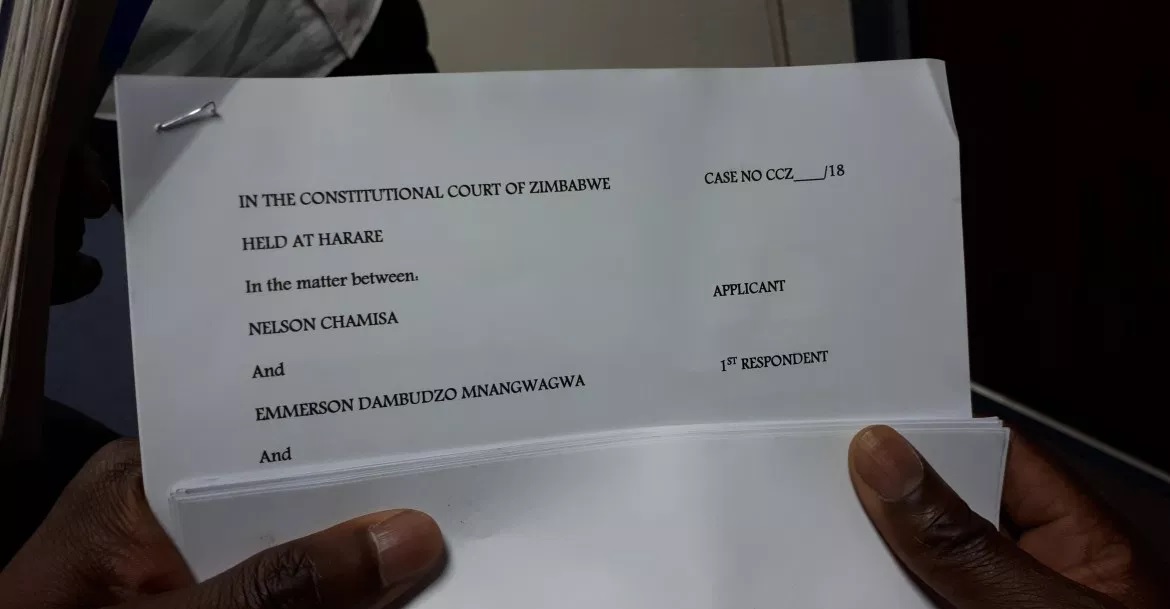 IN THE CONSTITUTIONAL COURT OF ZIMBABWE CASE NO CCZ____/18
HELD AT HARARE
In the matter between:
NELSON CHAMISA APPLICANT
And
EMMERSON DAMBUDZO MNANGWAGWA 1ST RESPONDENT
And